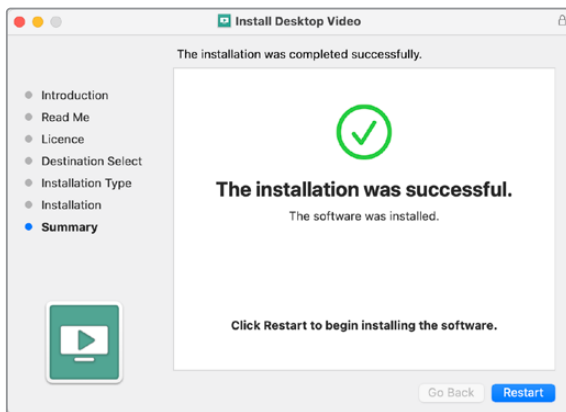 Install Desktop Video
The installation was completed successfully.
Introduction
Read Me
Licence
Destination Select
Installation Type
Installation
Summary
The installation was successful.
The software was installed.
Click Restart to begin installing the software.
Go Back
Restart